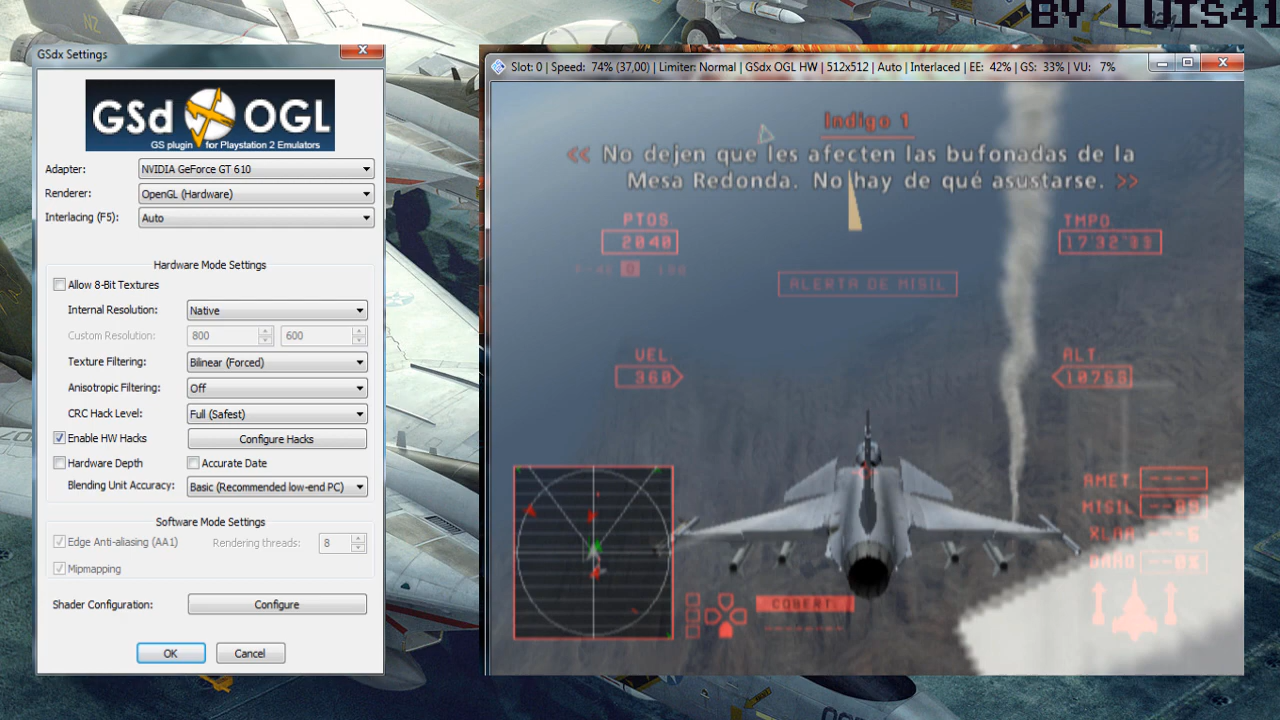 BY LUIS41
GSdx Settings
GSd OGL
GS plugin for Playstation 2 Emulators
Adapter: NVIDIA GeForce GT 610
Renderer: OpenGL (Hardware)
Interlacing (F5): Auto
Hardware Mode Settings
Allow 8-Bit Textures
Internal Resolution: Native
Custom Resolution: 800 600
Texture Filtering: Bilinear (Forced)
Anisotropic Filtering: Off
CRC Hack Level: Full (Safest)
Enable HW Hacks Configure Hacks
Hardware Depth Accurate Date
Blending Unit Accuracy: Basic (Recommended low-end PC)
Software Mode Settings
Edge Anti-aliasing (AA1) Rendering threads: 8
Mipmapping
Shader Configuration: Configure
OK Cancel
Slot: 0 | Speed: 74% (37,00) | Limiter: Normal | GSdx OGL HW | 512x512 | Auto | Interlaced | EE: 42% | GS: 33% | VU: 7%
Indigo 1
<< No dejen que les afecten las bufonadas de la
Mesa Redonda. No hay de qué asustarse. >>
PTOS
2040
TMPO
17'32"
ALERTA DE MISIL
VEL
360
ALT
10768
AMET ----
MISIL
XLAA ---5
DAÑO --0%
COBERT.